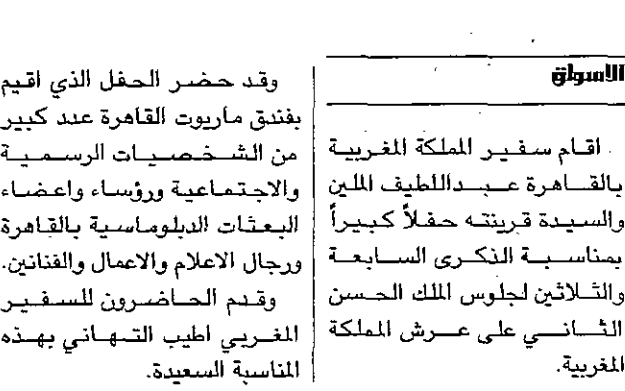 الاسواق
اقام سفير المملكة المغربية
بالقاهرة عبداللطيف الملين
والسيدة قرينته حفلاً كبيراً
بمناسبة الذكرى السابعة
والثلاثين لجلوس الملك الحسن
الثاني على عرش المملكة
المغربية.
وقد حضر الحفل الذي اقيم
بفندق ماريوت القاهرة عدد كبير
من الشخصيات الرسمية
والاجتماعية ورؤساء واعضاء
البعثات الدبلوماسية بالقاهرة
ورجال الاعلام والاعمال والفنانين.
وقدم الحاضرون للسفير
المغربي اطيب التهاني بهذه
المناسبة السعيدة.